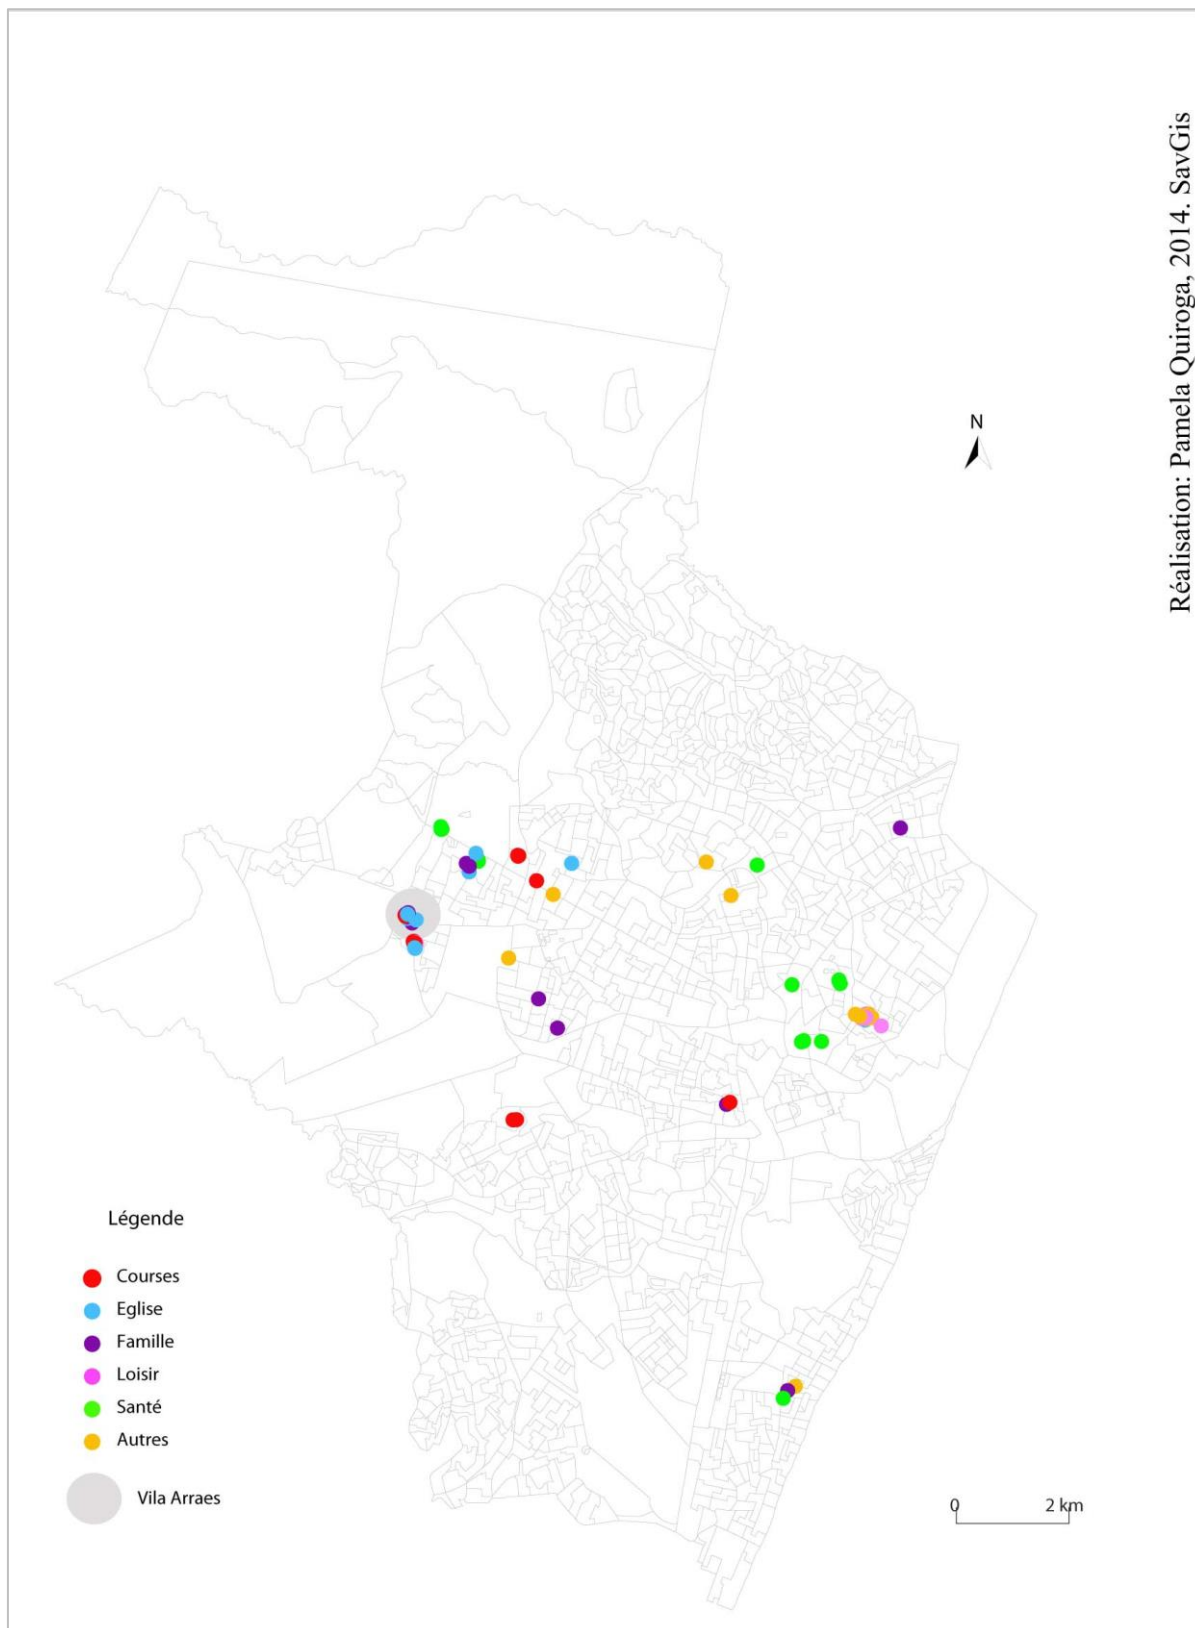 Réalisation: Pamela Quiroga, 2014. SavGis
N
Légende
Courses
Eglise
Famille
Loisir
Santé
Autres
Vila Arraes
0 2 km